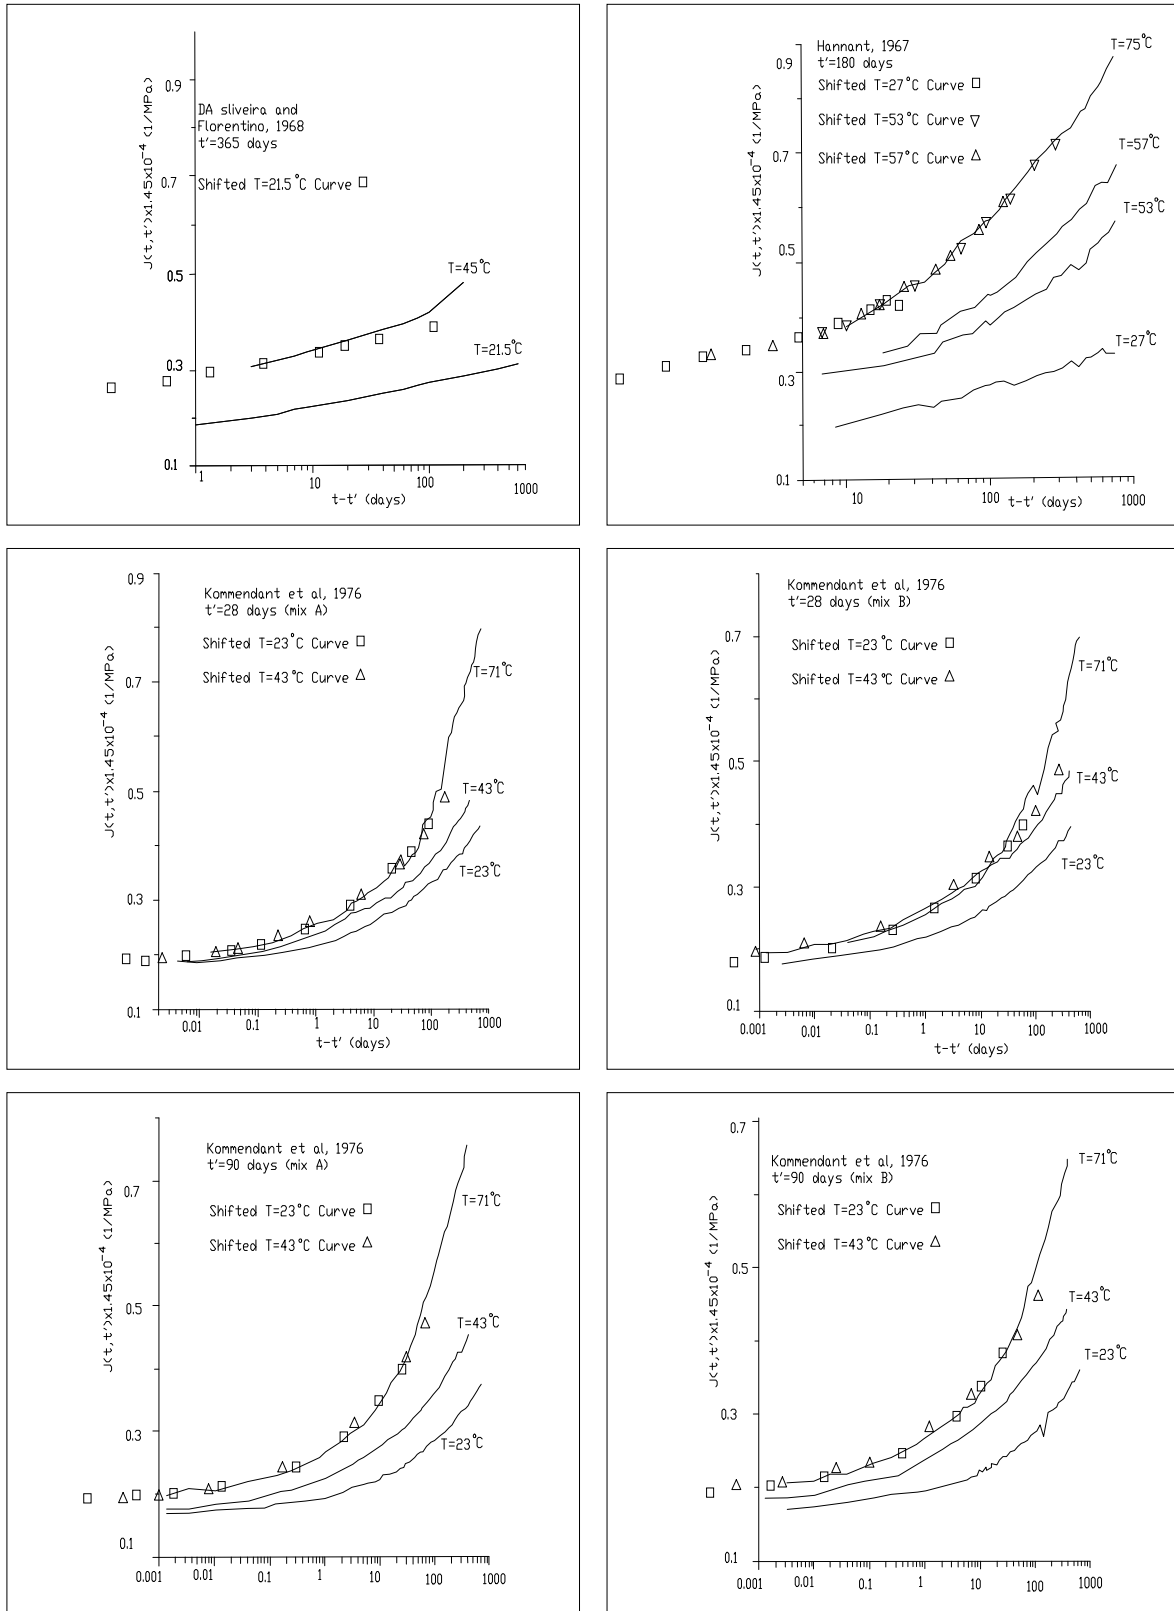 0.9
J(t,t')x1.45x10⁻⁴ (1/MPa)
DA sliveira and
Florentino, 1968
t'=365 days
0.7
Shifted T=21.5°C Curve
0.5
T=45°C
0.3
T=21.5°C
0.1
1
10
100
1000
t-t' (days)
0.9
J(t,t')x1.45x10⁻⁴ (1/MPa)
Hannant, 1967
t'=180 days
Shifted T=27°C Curve
Shifted T=53°C Curve
Shifted T=57°C Curve
T=75°C
0.7
T=57°C
T=53°C
0.5
0.3
T=27°C
0.1
10
100
1000
t-t' (days)
0.9
J(t,t')x1.45x10⁻⁴ (1/MPa)
Kommendant et al, 1976
t'=28 days (mix A)
Shifted T=23°C Curve
Shifted T=43°C Curve
0.7
T=71°C
0.5
T=43°C
0.3
T=23°C
0.1
0.01
0.1
1
10
100
1000
t-t' (days)
J(t,t')x1.45x10⁻⁴ (1/MPa)
Kommendant et al, 1976
t'=28 days (mix B)
0.7
Shifted T=23°C Curve
Shifted T=43°C Curve
T=71°C
0.5
T=43°C
0.3
T=23°C
0.1
0.001
0.01
0.1
1
10
100
1000
t-t' (days)
J(t,t')x1.45x10⁻⁴ (1/MPa)
Kommendant et al, 1976
t'=90 days (mix A)
0.7
T=71°C
Shifted T=23°C Curve
Shifted T=43°C Curve
0.5
T=43°C
0.3
T=23°C
0.1
0.001
0.01
0.1
1
10
100
1000
J(t,t')x1.45x10⁻⁴ (1/MPa)
0.7
Kommendant et al, 1976
t'=90 days (mix B)
T=71°C
Shifted T=23°C Curve
Shifted T=43°C Curve
0.5
T=43°C
T=23°C
0.3
0.1
0.001
0.01
0.1
1
10
100
1000